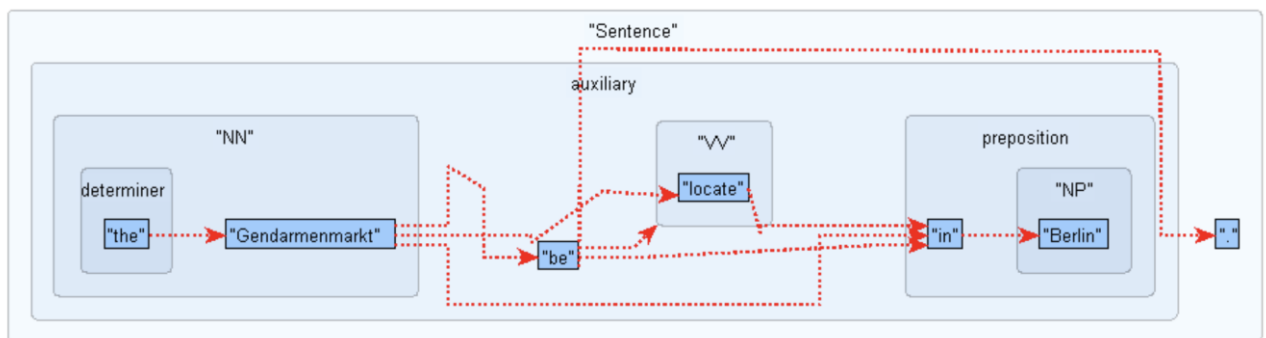 "Sentence"
auxiliary
"NN"
"VV"
preposition
determiner
"locate"
"NP"
"the"
"Gendarmenmarkt"
"be"
"in"
"Berlin"
"."